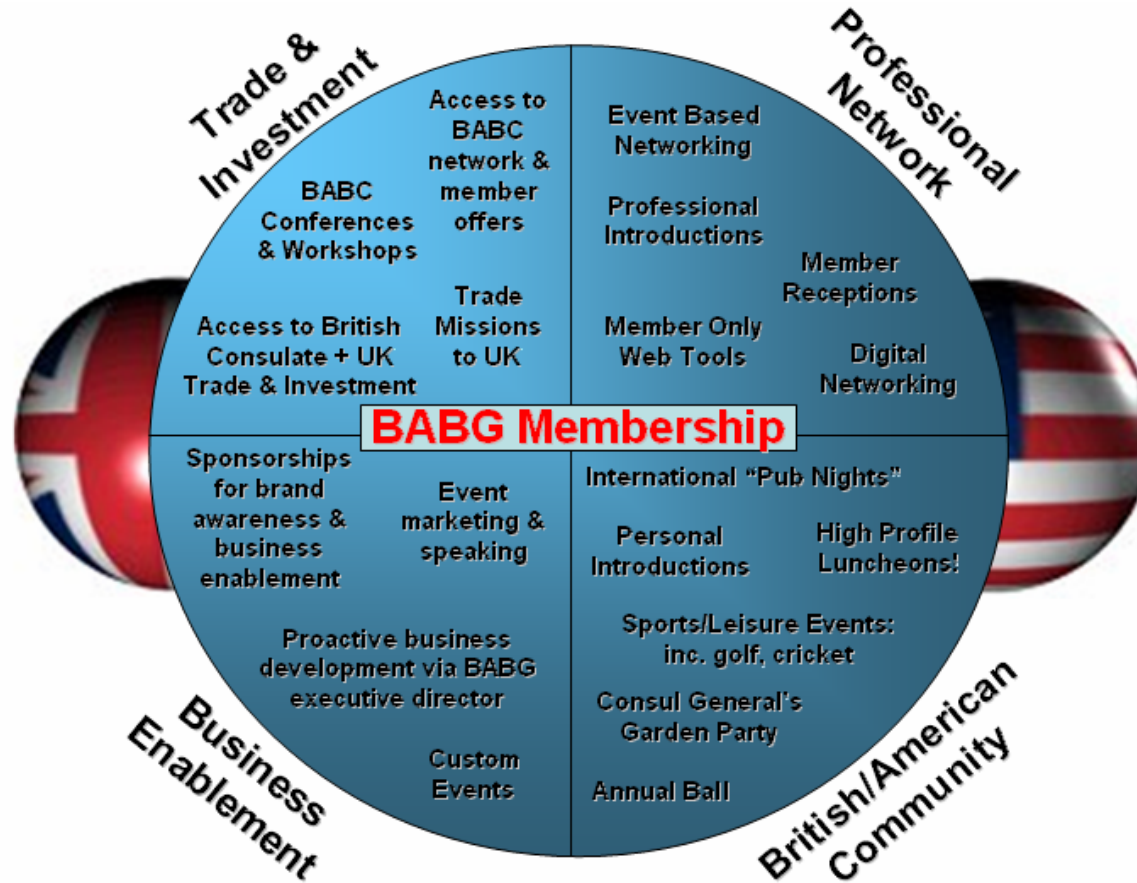 Trade &
Investment
Access to
BABC
network &
member
offers
BABC
Conferences
& Workshops
Trade
Missions
to UK
Access to British
Consulate + UK
Trade & Investment
Professional
Network
Event Based
Networking
Professional
Introductions
Member
Receptions
Member Only
Web Tools
Digital
Networking
BABG Membership
Sponsorships
for brand
awareness &
business
enablement
Event
marketing &
speaking
Proactive business
development via BABG
executive director
Custom
Events
Business
Enablement
International “Pub Nights”
Personal
Introductions
High Profile
Luncheons!
Sports/Leisure Events:
inc. golf, cricket
Consul General's
Garden Party
Annual Ball
British/American
Community